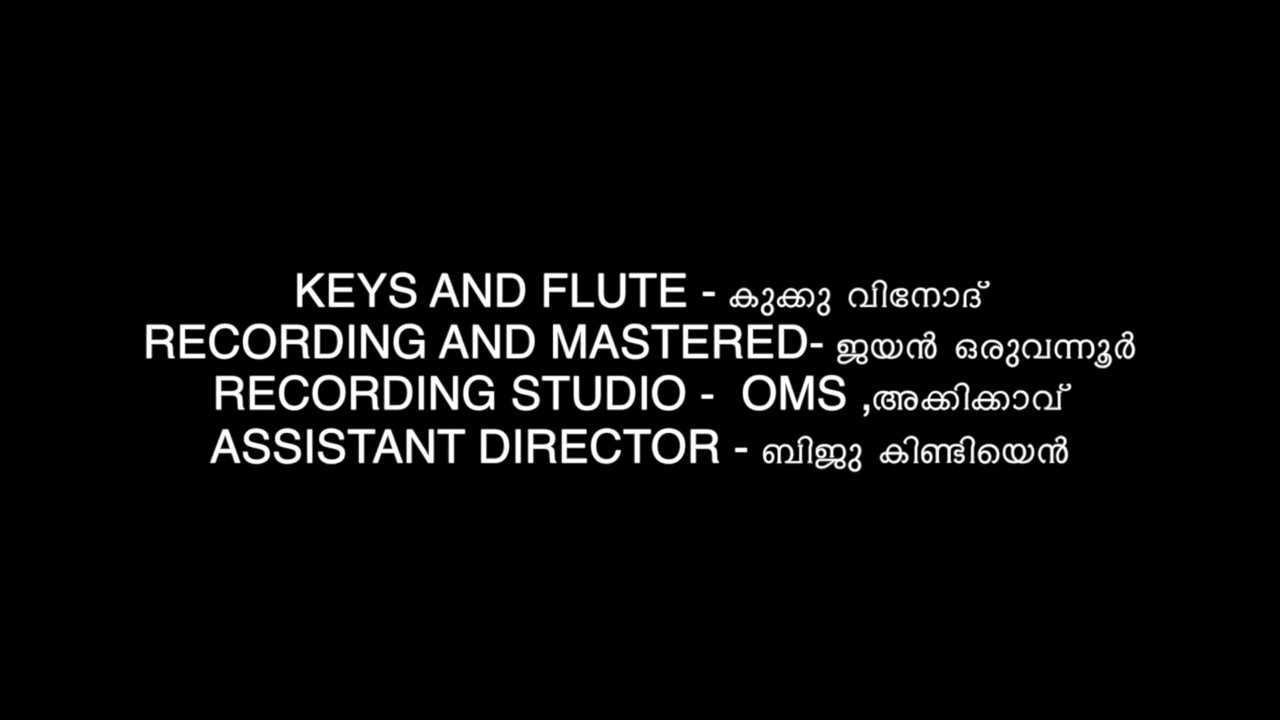 KEYS AND FLUTE - കുക്കു വിനോദ്
RECORDING AND MASTERED- ജയൻ ഒരുവന്നൂർ
RECORDING STUDIO -  OMS ,അക്കിക്കാവ്
ASSISTANT DIRECTOR - ബിജു കിണ്ടിയെൻ